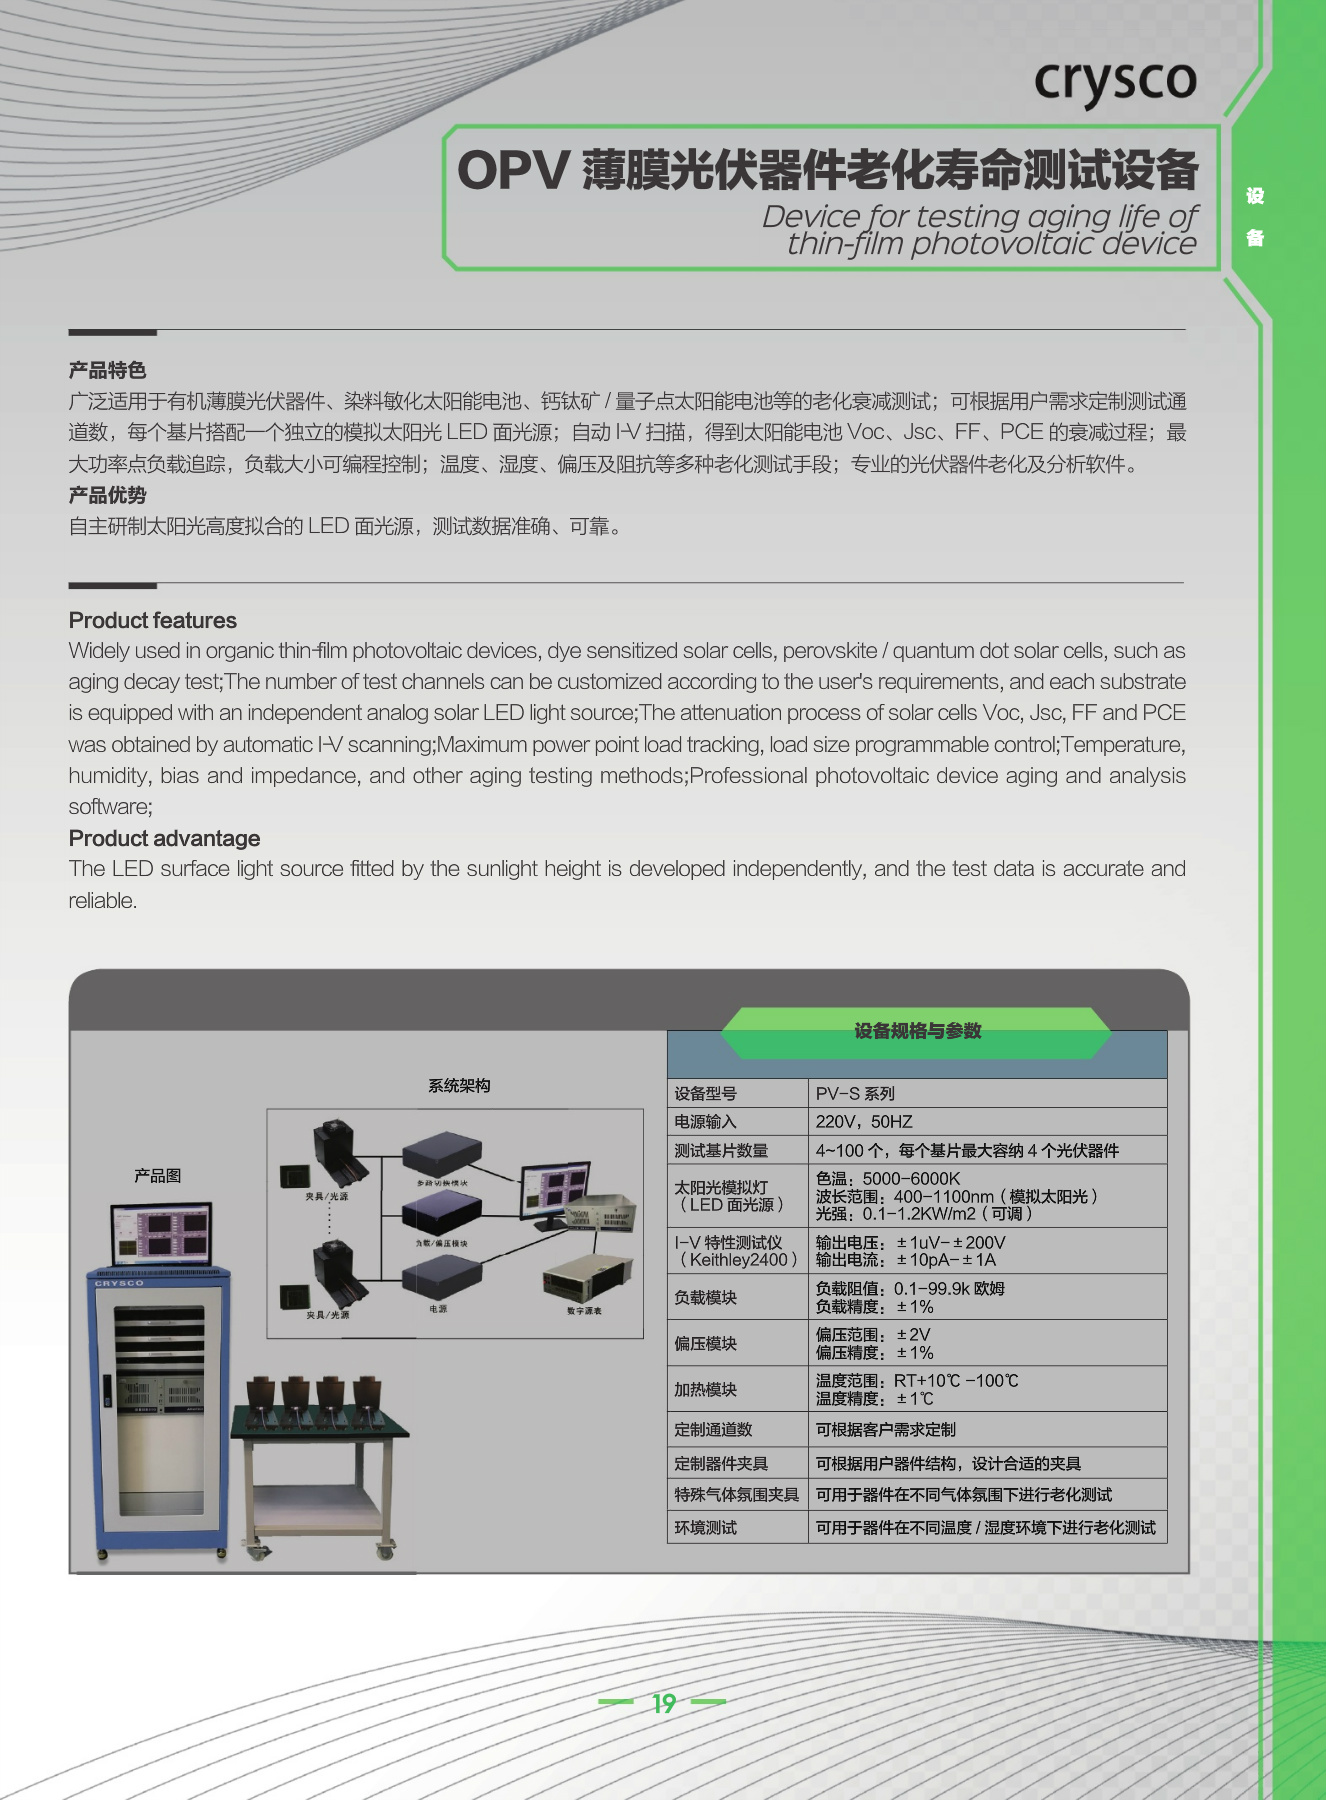 crysco
OPV 薄膜光伏器件老化寿命测试设备
Device for testing aging life of
thin-film photovoltaic device
设
备
产品特色
广泛适用于有机薄膜光伏器件、染料敏化太阳能电池、钙钛矿 / 量子点太阳能电池等的老化衰减测试；可根据用户需求定制测试通
道数，每个基片搭配一个独立的模拟太阳光 LED 面光源；自动 I-V 扫描，得到太阳能电池 Voc、Jsc、FF、PCE 的衰减过程；最
大功率点负载追踪，负载大小可编程控制；温度、湿度、偏压及阻抗等多种老化测试手段；专业的光伏器件老化及分析软件。
产品优势
自主研制太阳光高度拟合的 LED 面光源，测试数据准确、可靠。
Product features
Widely used in organic thin-film photovoltaic devices, dye sensitized solar cells, perovskite / quantum dot solar cells, such as
aging decay test;The number of test channels can be customized according to the user's requirements, and each substrate
is equipped with an independent analog solar LED light source;The attenuation process of solar cells Voc, Jsc, FF and PCE
was obtained by automatic I-V scanning;Maximum power point load tracking, load size programmable control;Temperature,
humidity, bias and impedance, and other aging testing methods;Professional photovoltaic device aging and analysis
software;
Product advantage
The LED surface light source fitted by the sunlight height is developed independently, and the test data is accurate and
reliable.
产品图
CRYSCO
系统架构
夹具/光源
多路切换模块
负载/偏压模块
夹具/光源
电源
数字源表
设备规格与参数
设备型号 PV-S 系列
电源输入 220V，50HZ
测试基片数量 4~100 个，每个基片最大容纳 4 个光伏器件
太阳光模拟灯
（LED 面光源）
色温：5000-6000K
波长范围：400-1100nm（模拟太阳光）
光强：0.1-1.2KW/m2（可调）
I-V 特性测试仪
（Keithley2400）
输出电压：±1uV-±200V
输出电流：±10pA-±1A
负载模块
负载阻值：0.1-99.9k 欧姆
负载精度：±1%
偏压模块
偏压范围：±2V
偏压精度：±1%
加热模块
温度范围：RT+10℃ -100℃
温度精度：±1℃
定制通道数 可根据客户需求定制
定制器件夹具 可根据用户器件结构，设计合适的夹具
特殊气体氛围夹具 可用于器件在不同气体氛围下进行老化测试
环境测试 可用于器件在不同温度 / 湿度环境下进行老化测试
19